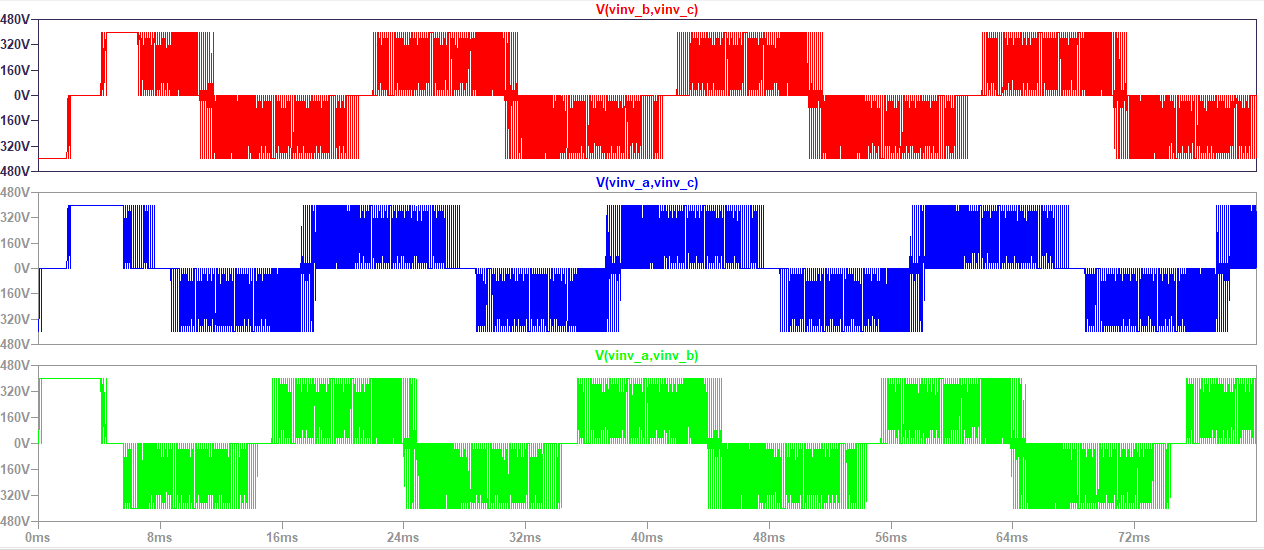 V(vinv_b,vinv_c)
480V
320V
160V
0V
160V
320V
480V
V(vinv_a,vinv_c)
480V
320V
160V
0V
160V
320V
480V
V(vinv_a,vinv_b)
480V
320V
160V
0V
160V
320V
480V
0ms 8ms 16ms 24ms 32ms 40ms 48ms 56ms 64ms 72ms